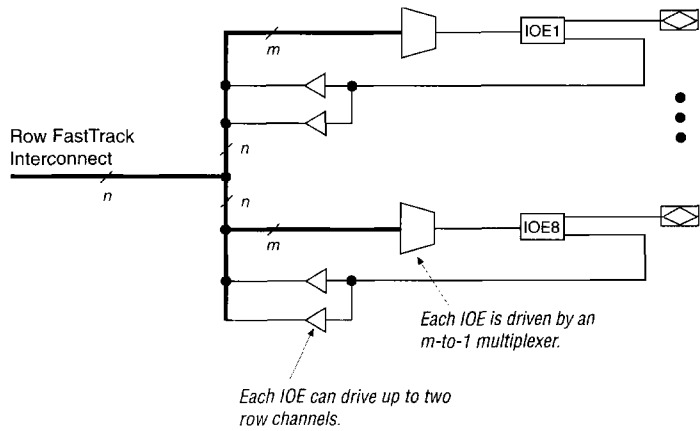 m
IOE1
n
Row FastTrack
Interconnect
n
n
m
IOE8
Each IOE is driven by an
m-to-1 multiplexer.
Each IOE can drive up to two
row channels.